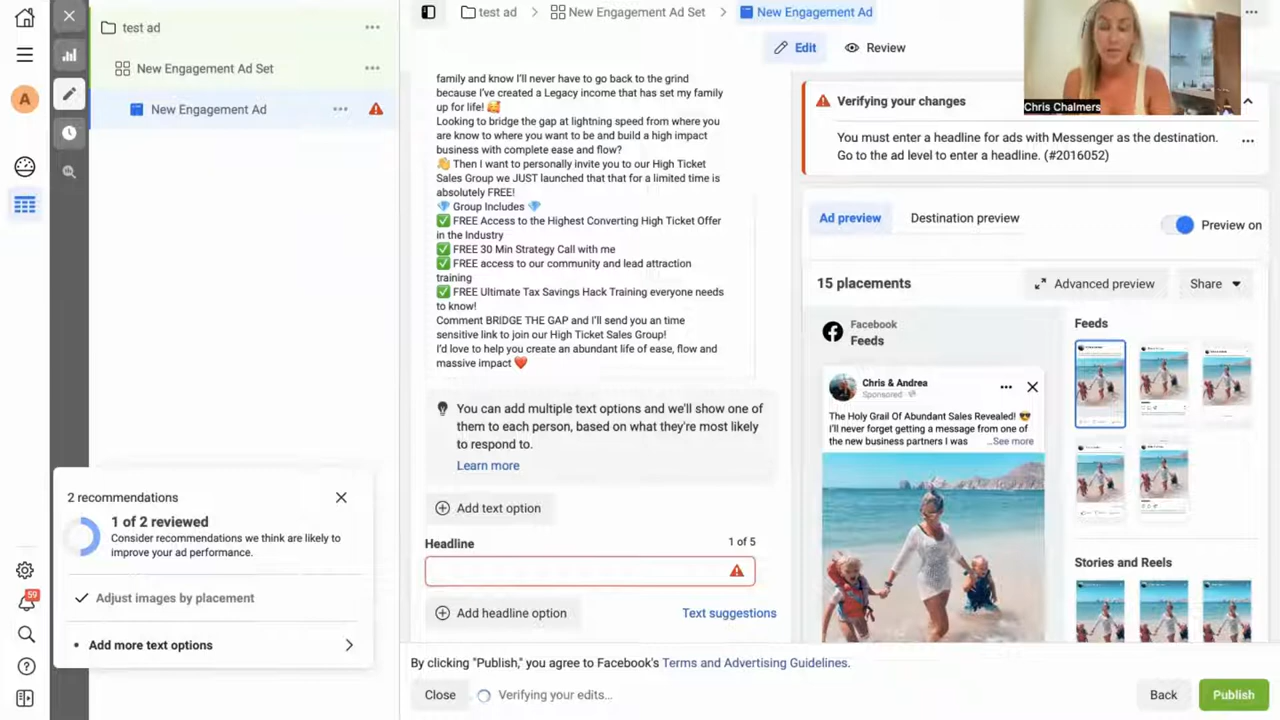 test ad
New Engagement Ad Set
New Engagement Ad
A
59
2 recommendations
1 of 2 reviewed
Consider recommendations we think are likely to
improve your ad performance.
Adjust images by placement
Add more text options
test ad
New Engagement Ad Set
New Engagement Ad
Edit
Review
family and know I'll never have to go back to the grind
because I've created a Legacy income that has set my family
up for life! 🥰
Looking to bridge the gap at lightning speed from where you
are know to where you want to be and build a high impact
business with complete ease and flow?
👋 Then I want to personally invite you to our High Ticket
Sales Group we JUST launched that that for a limited time is
absolutely FREE!
💎 Group Includes 💎
✅ FREE Access to the Highest Converting High Ticket Offer
in the Industry
✅ FREE 30 Min Strategy Call with me
✅ FREE access to our community and lead attraction
training
✅ FREE Ultimate Tax Savings Hack Training everyone needs
to know!
Comment BRIDGE THE GAP and I'll send you an time
sensitive link to join our High Ticket Sales Group!
I'd love to help you create an abundant life of ease, flow and
massive impact ❤️
You can add multiple text options and we'll show one of
them to each person, based on what they're most likely
to respond to.
Learn more
Add text option
Headline
1 of 5
Add headline option
Text suggestions
By clicking "Publish," you agree to Facebook's Terms and Advertising Guidelines.
Close
Verifying your edits...
Back
Publish
Chris Chalmers
Verifying your changes
You must enter a headline for ads with Messenger as the destination.
Go to the ad level to enter a headline. (#2016052)
Ad preview
Destination preview
Preview on
15 placements
Advanced preview
Share
Facebook
Feeds
Chris & Andrea
Sponsored
The Holy Grail Of Abundant Sales Revealed! 😎
I'll never forget getting a message from one of
the new business partners I was ...See more
Feeds
Stories and Reels